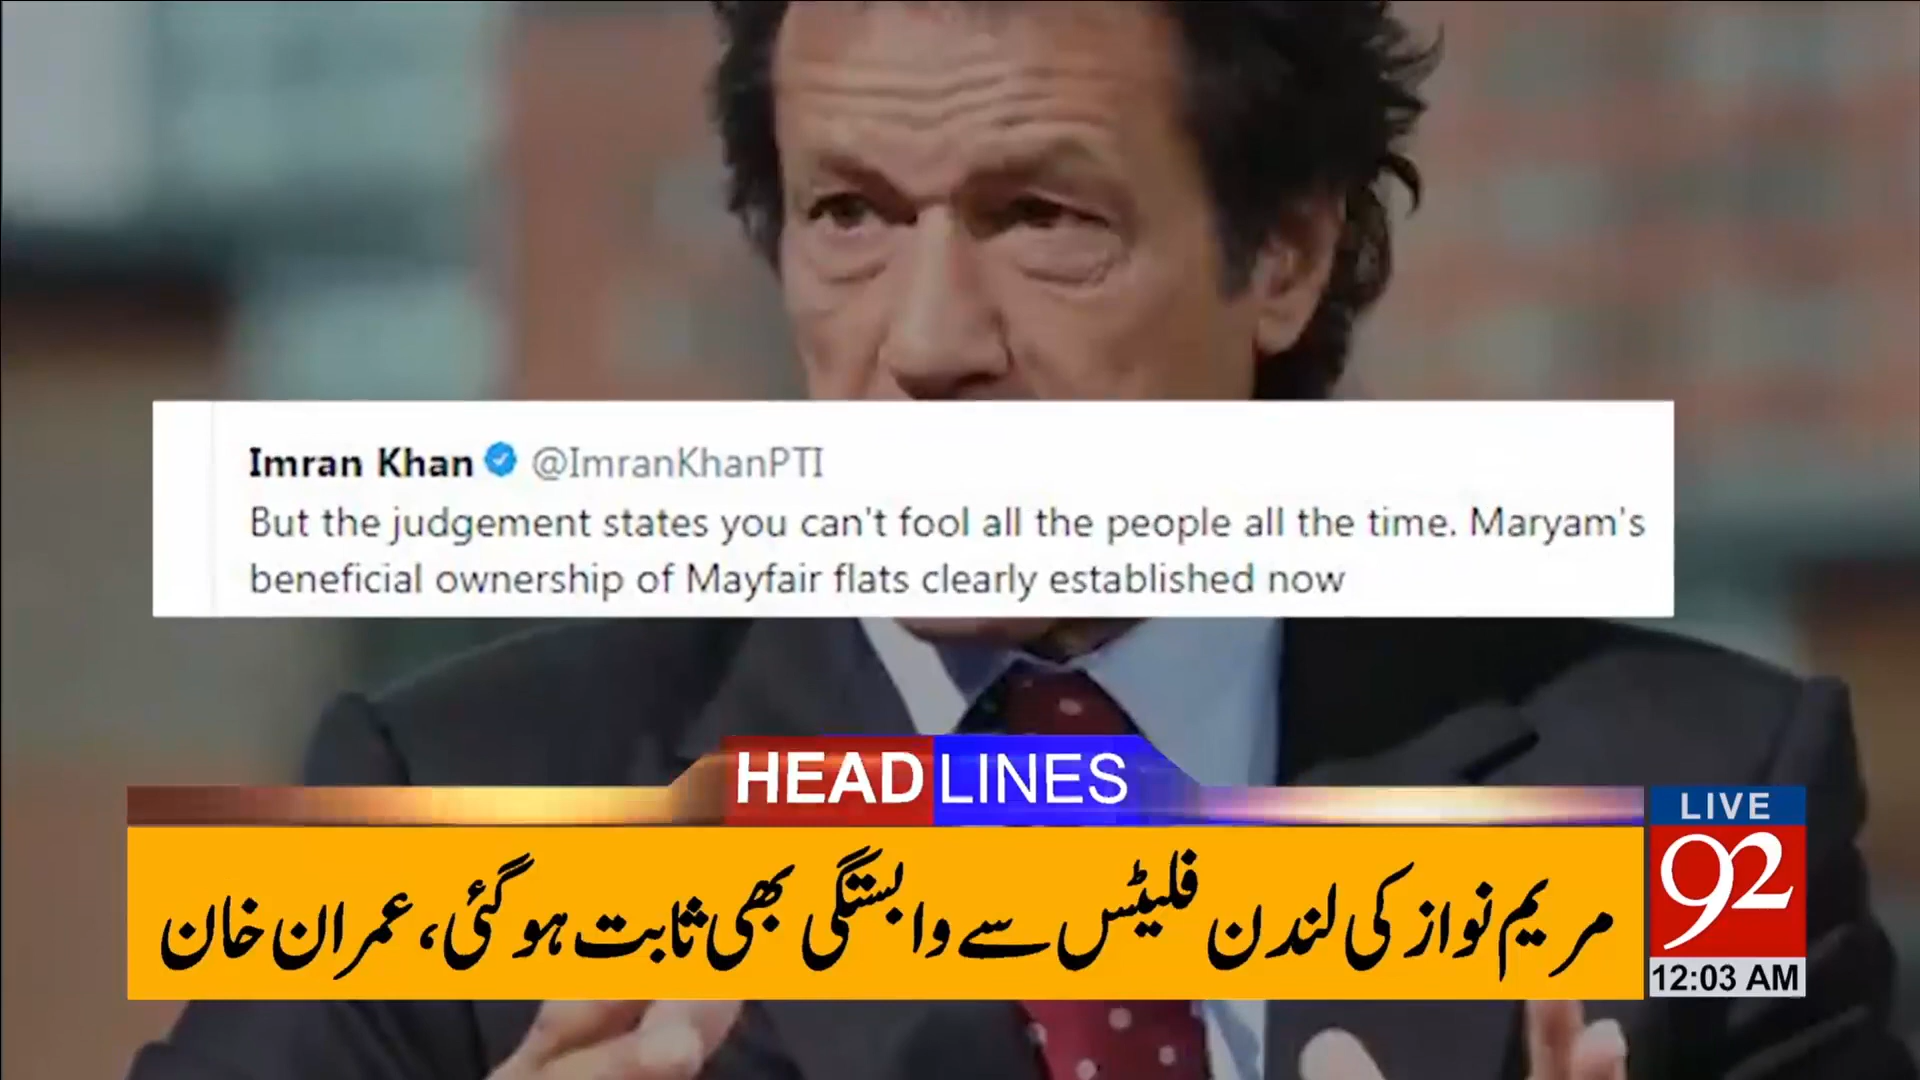 Imran Khan @ImranKhanPTI
But the judgement states you can't fool all the people all the time. Maryam's
beneficial ownership of Mayfair flats clearly established now
HEADLINES
LIVE
92
مریم نواز کی لندن فلیٹس سے وابستگی بھی ثابت ہو گئی، عمران خان
12:03 AM